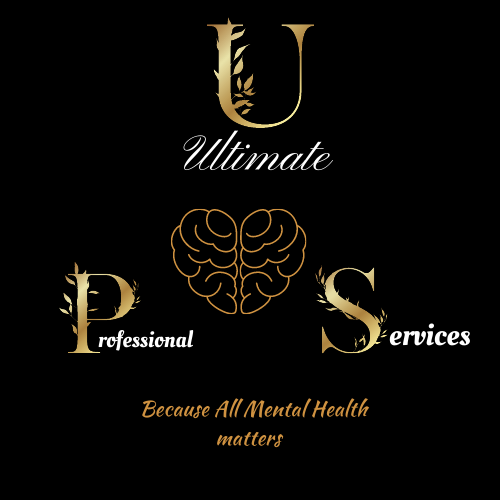 U
Ultimate
Professional
Services
Because All Mental Health
matters